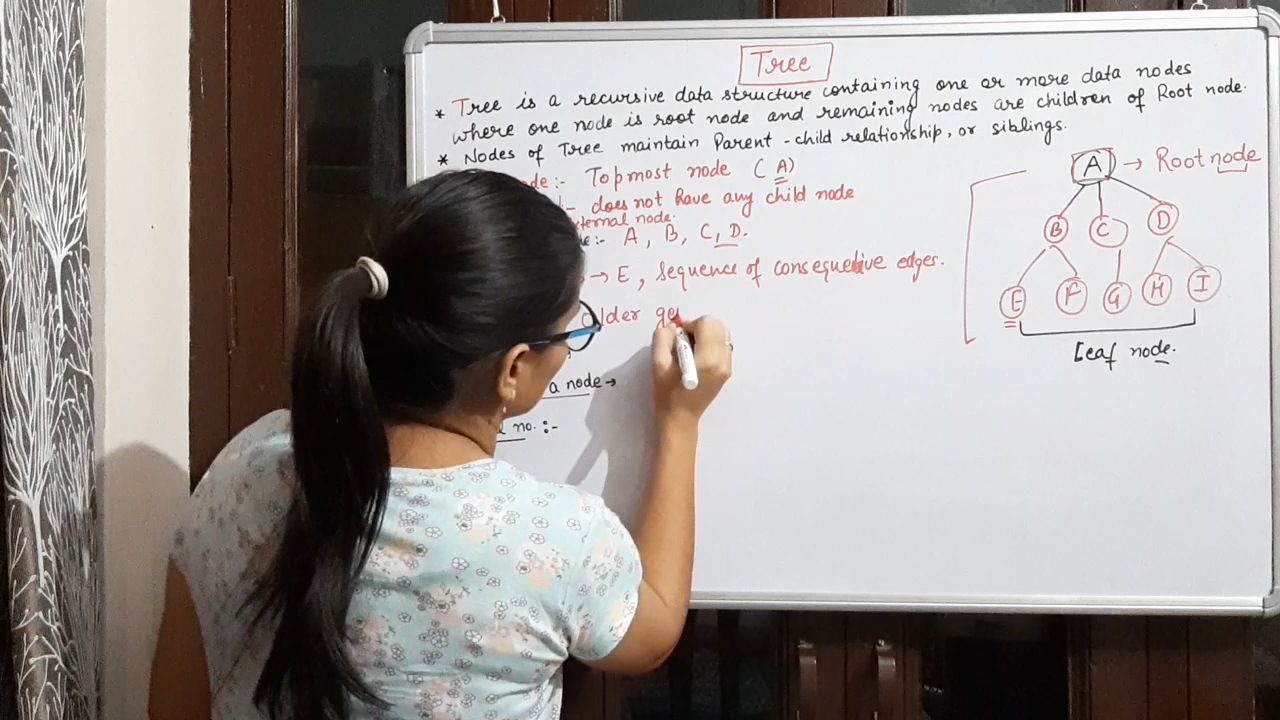 Tree
* Tree is a recursive data structure containing one or more data nodes
where one node is root node and remaining nodes are children of Root node.
* Nodes of Tree maintain Parent - child relationship, or siblings.
:- Topmost node (A)
does not have any child node
:- A, B, C, D.
→ E, sequence of consequetive edges.
older ge
a node →
no. :-
A → Root node
B C D
E F G H I
Leaf node.